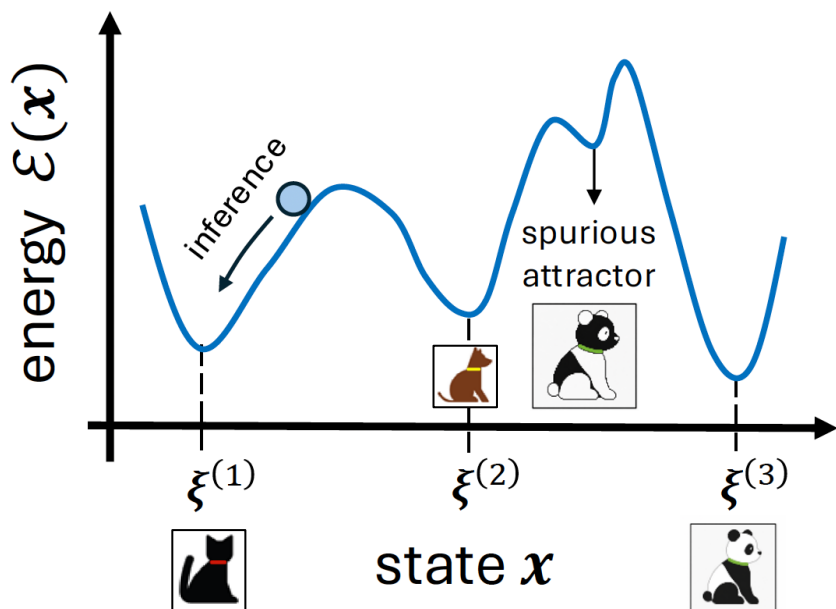 energy ℰ(𝒙)
inference
spurious
attractor
𝝃⁽¹⁾
𝝃⁽²⁾
𝝃⁽³⁾
state 𝒙